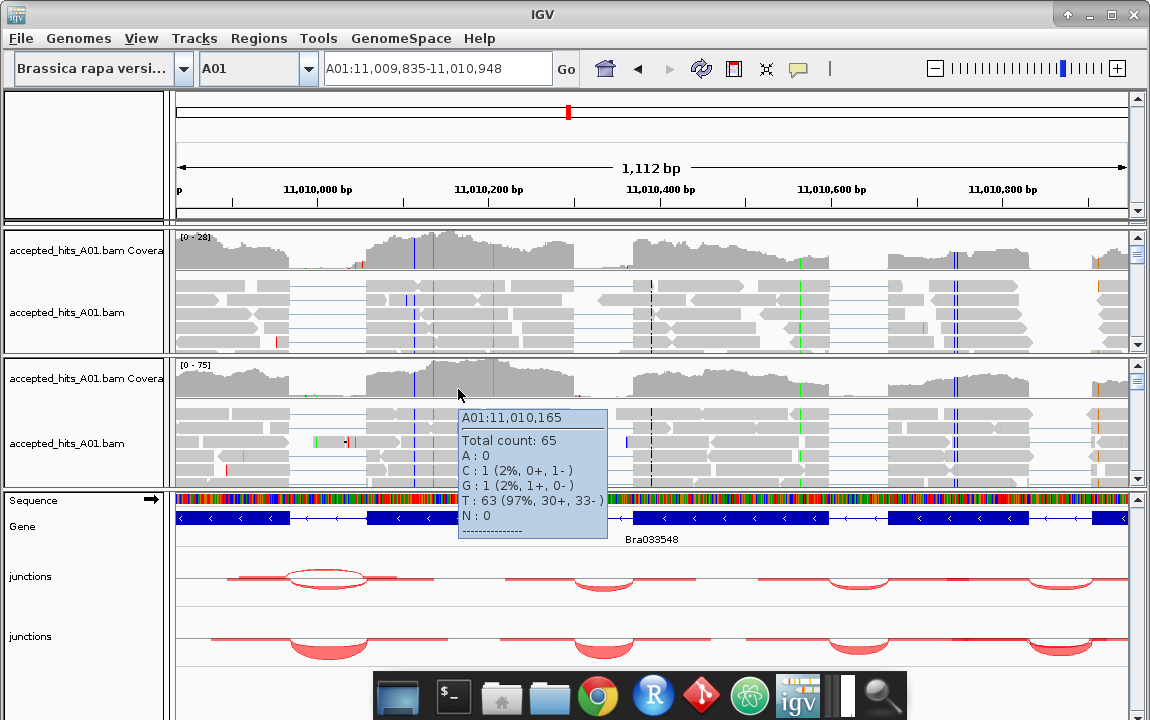 IGV
File Genomes View Tracks Regions Tools GenomeSpace Help
Brassica rapa versi... A01 A01:11,009,835-11,010,948 Go
1,112 bp
p 11,010,000 bp 11,010,200 bp 11,010,400 bp 11,010,600 bp 11,010,800 bp
[0 - 28]
accepted_hits_A01.bam Covera
accepted_hits_A01.bam
[0 - 75]
accepted_hits_A01.bam Covera
accepted_hits_A01.bam
A01:11,010,165
Total count: 65
A : 0
C : 1 (2%, 0+, 1- )
G : 1 (2%, 1+, 0- )
T : 63 (97%, 30+, 33- )
N : 0
---------------
Sequence
Gene
Bra033548
junctions
junctions
$_
R
igv